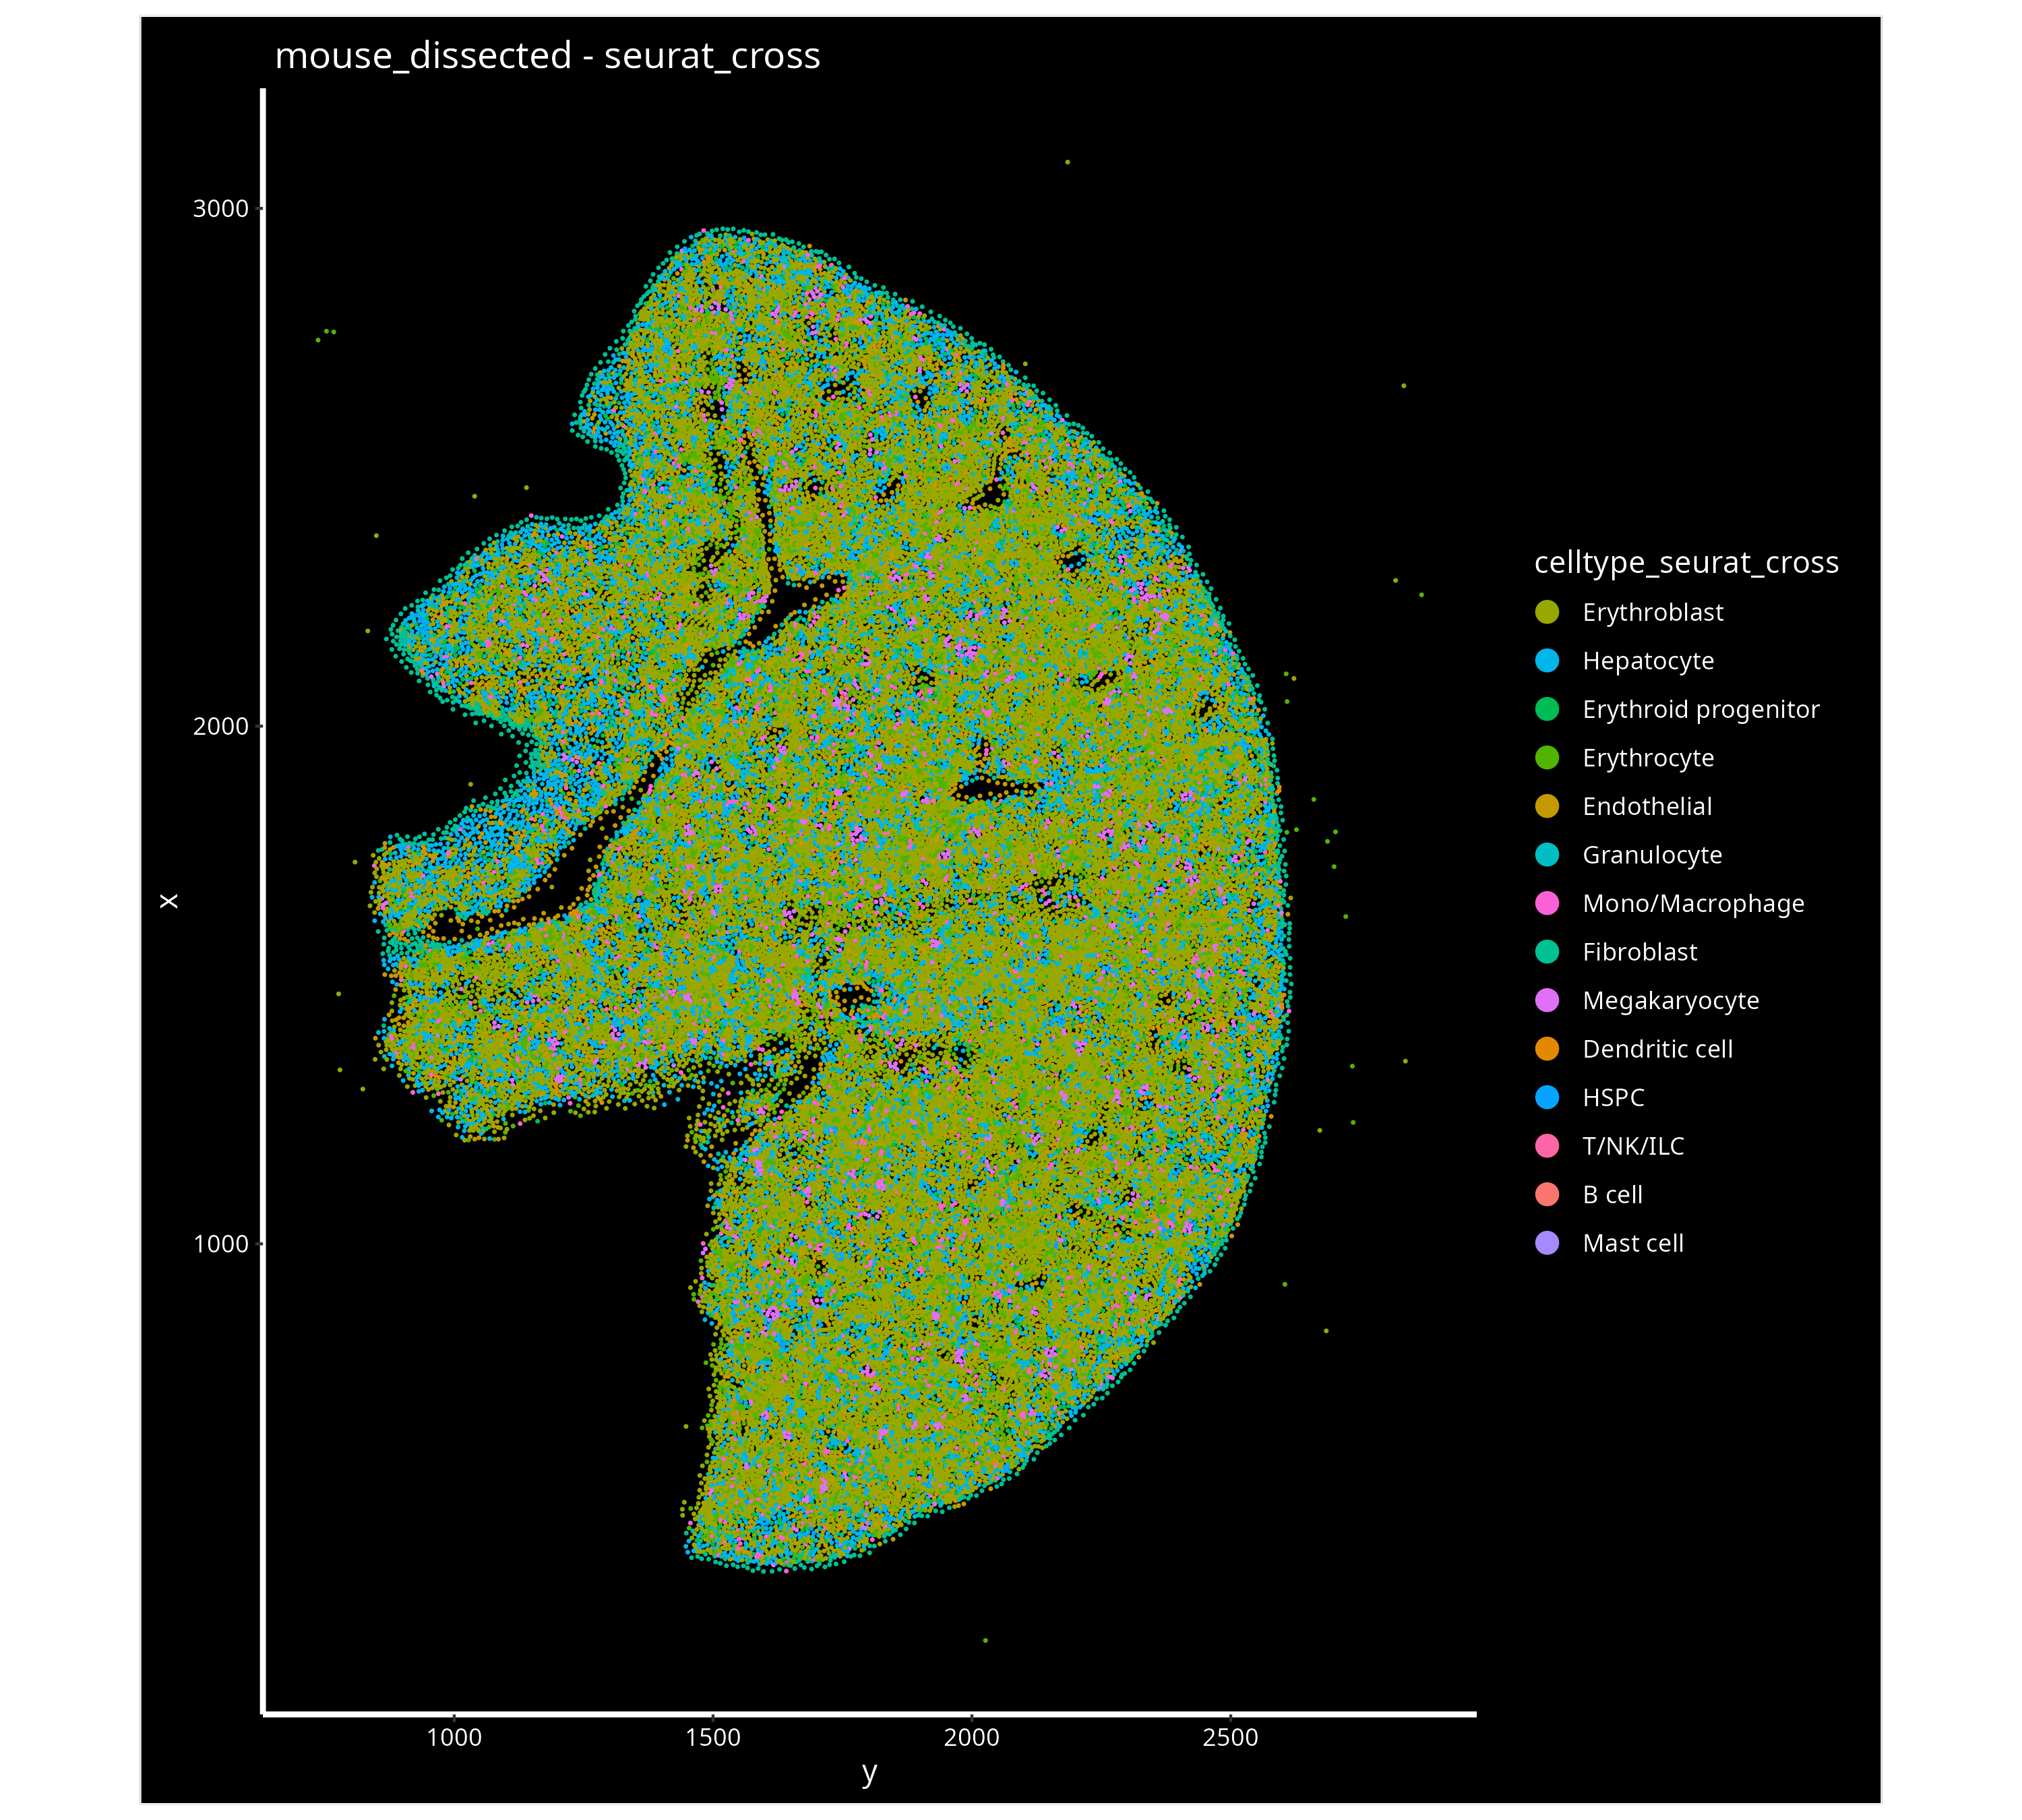 mouse_dissected - seurat_cross
3000
2000
1000
x
1000 1500 2000 2500
y
celltype_seurat_cross
Erythroblast
Hepatocyte
Erythroid progenitor
Erythrocyte
Endothelial
Granulocyte
Mono/Macrophage
Fibroblast
Megakaryocyte
Dendritic cell
HSPC
T/NK/ILC
B cell
Mast cell